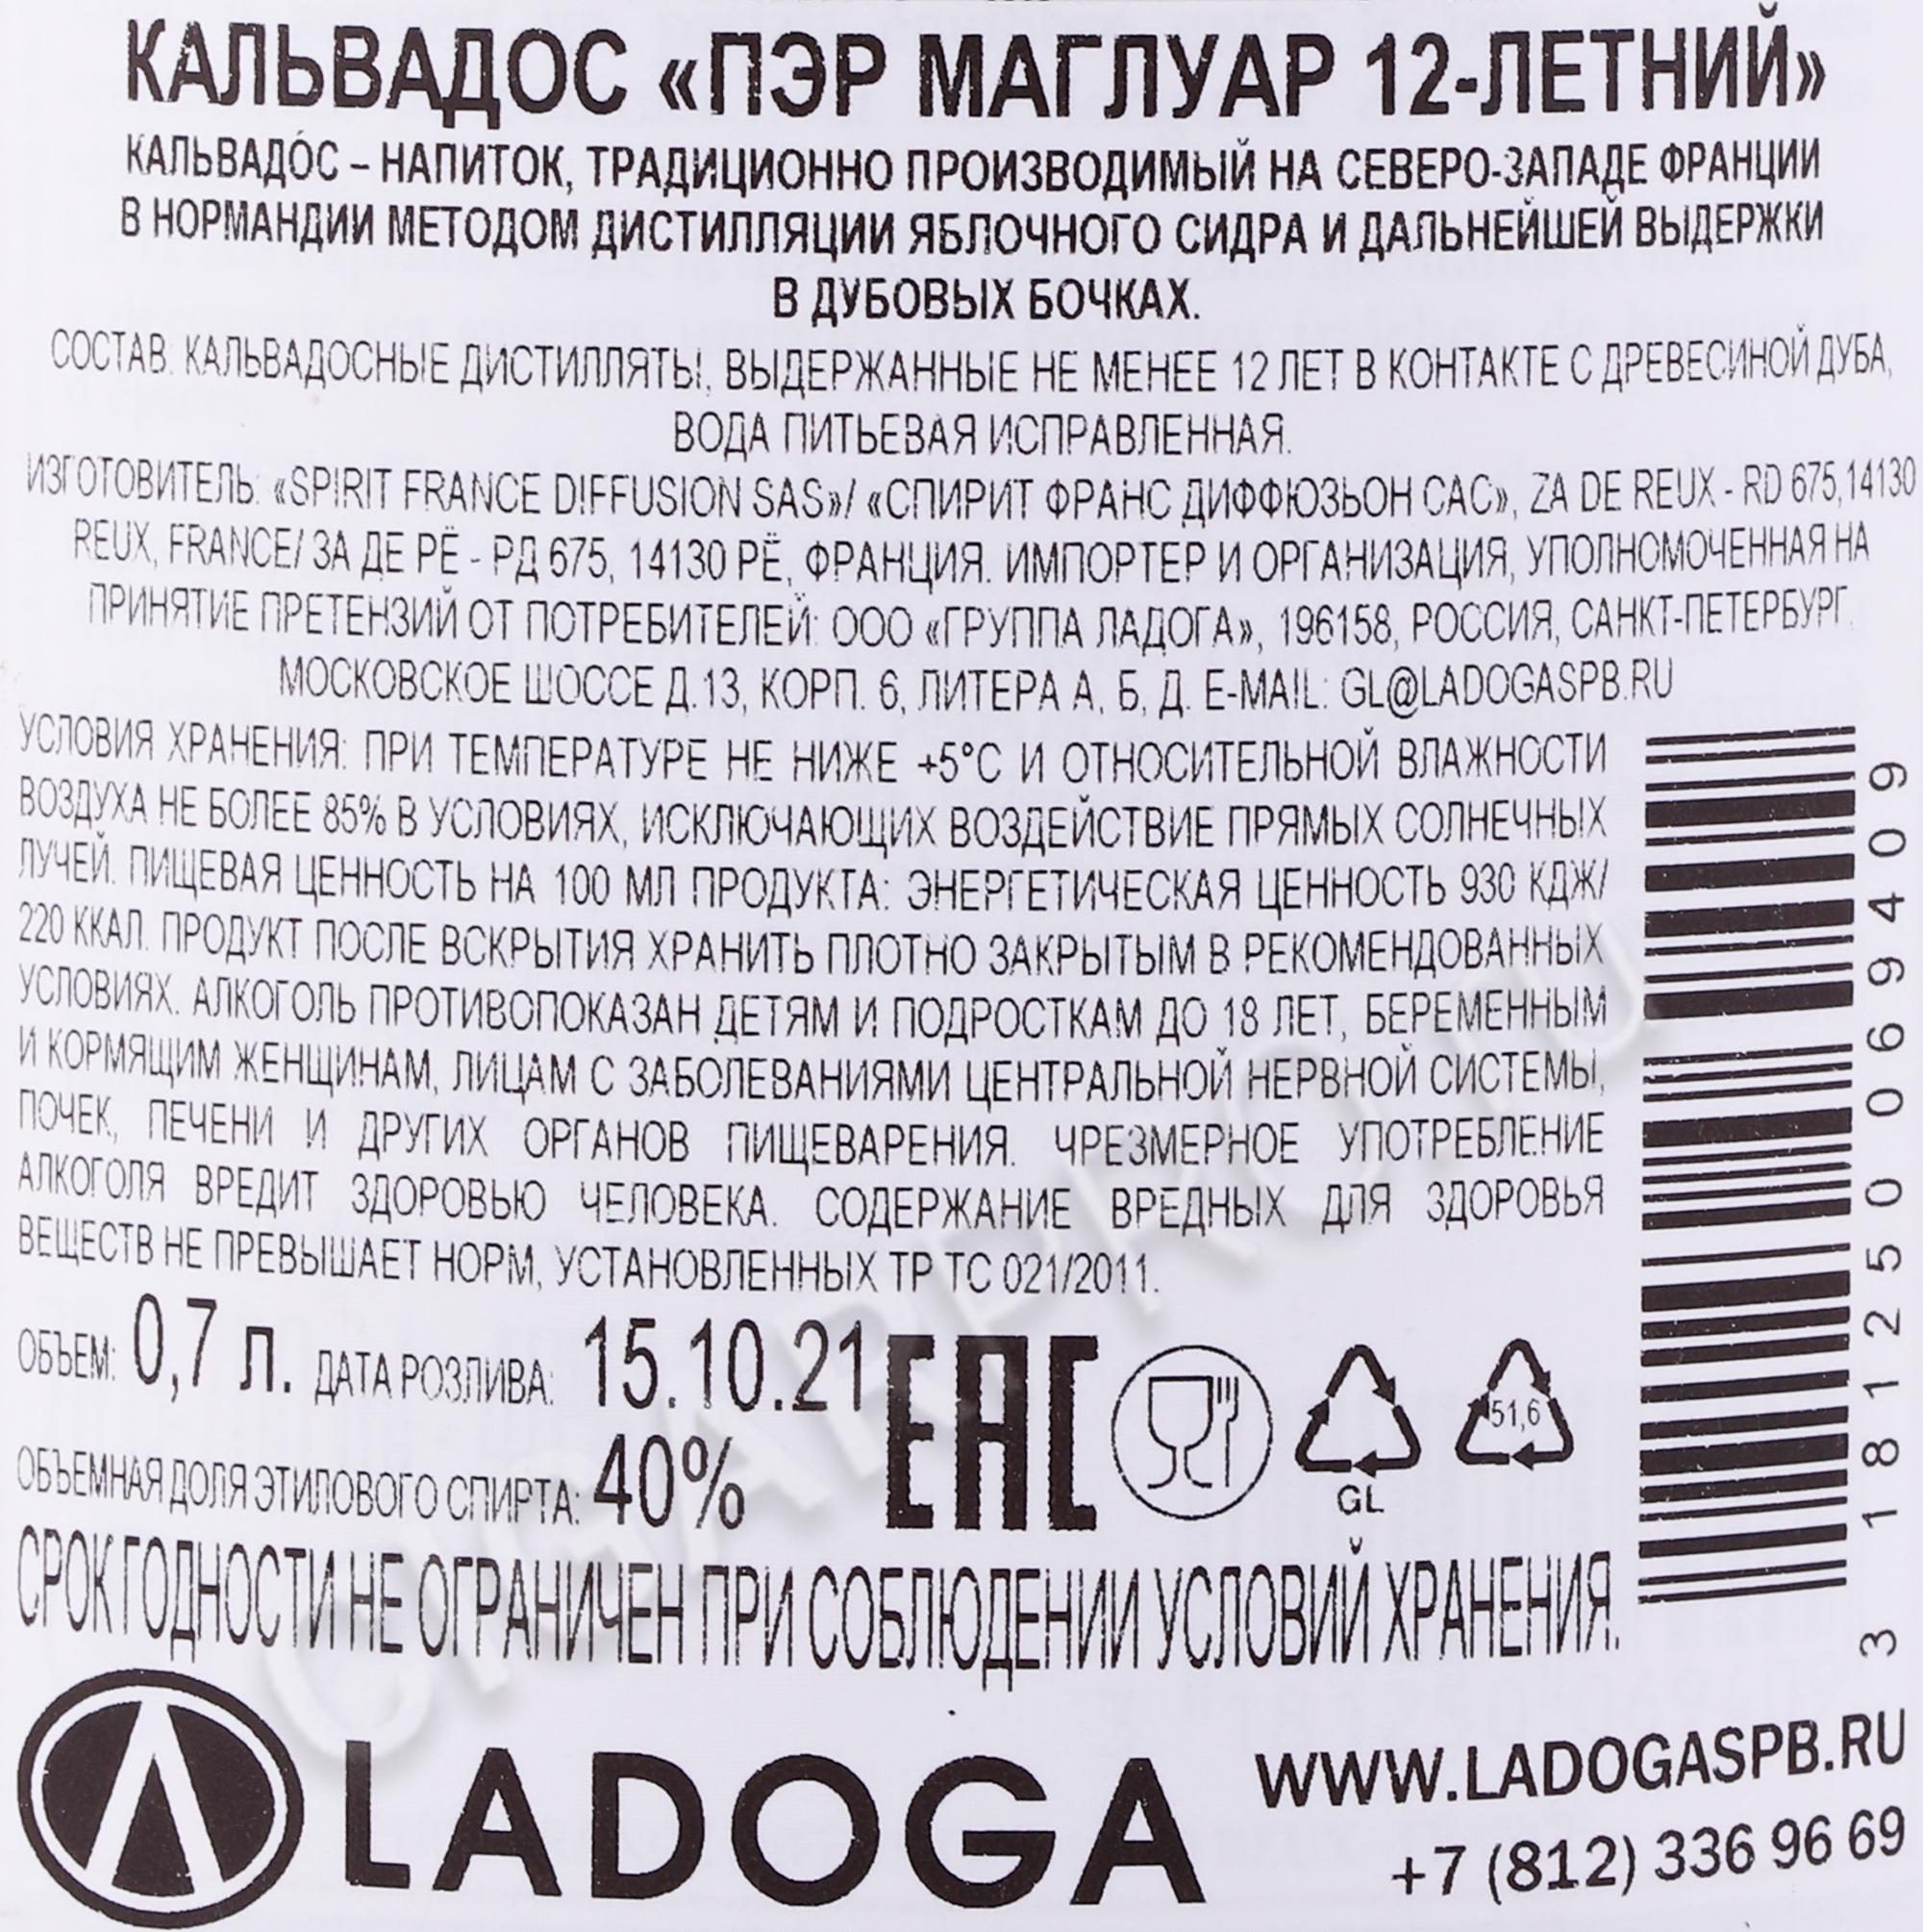 КАЛЬВАДОС «ПЭР МАГЛУАР 12-ЛЕТНИЙ»
КАЛЬВАДО́С – НАПИТОК, ТРАДИЦИОННО ПРОИЗВОДИМЫЙ НА СЕВЕРО-ЗАПАДЕ ФРАНЦИИ
В НОРМАНДИИ МЕТОДОМ ДИСТИЛЛЯЦИИ ЯБЛОЧНОГО СИДРА И ДАЛЬНЕЙШЕЙ ВЫДЕРЖКИ
В ДУБОВЫХ БОЧКАХ.
СОСТАВ: КАЛЬВАДОСНЫЕ ДИСТИЛЛЯТЫ, ВЫДЕРЖАННЫЕ НЕ МЕНЕЕ 12 ЛЕТ В КОНТАКТЕ С ДРЕВЕСИНОЙ ДУБА,
ВОДА ПИТЬЕВАЯ ИСПРАВЛЕННАЯ.
ИЗГОТОВИТЕЛЬ: «SPIRIT FRANCE DIFFUSION SAS»/ «СПИРИТ ФРАНС ДИФФЮЗЬОН САС», ZA DE REUX - RD 675,14130
REUX, FRANCE/ ЗА ДЕ РЁ - РД 675, 14130 РЁ, ФРАНЦИЯ. ИМПОРТЕР И ОРГАНИЗАЦИЯ, УПОЛНОМОЧЕННАЯ НА
ПРИНЯТИЕ ПРЕТЕНЗИЙ ОТ ПОТРЕБИТЕЛЕЙ: ООО «ГРУППА ЛАДОГА», 196158, РОССИЯ, САНКТ-ПЕТЕРБУРГ,
МОСКОВСКОЕ ШОССЕ Д.13, КОРП. 6, ЛИТЕРА А, Б, Д. E-MAIL: GL@LADOGASPB.RU
УСЛОВИЯ ХРАНЕНИЯ: ПРИ ТЕМПЕРАТУРЕ НЕ НИЖЕ +5°С И ОТНОСИТЕЛЬНОЙ ВЛАЖНОСТИ
ВОЗДУХА НЕ БОЛЕЕ 85% В УСЛОВИЯХ, ИСКЛЮЧАЮЩИХ ВОЗДЕЙСТВИЕ ПРЯМЫХ СОЛНЕЧНЫХ
ЛУЧЕЙ. ПИЩЕВАЯ ЦЕННОСТЬ НА 100 МЛ ПРОДУКТА: ЭНЕРГЕТИЧЕСКАЯ ЦЕННОСТЬ 930 КДЖ/
220 ККАЛ. ПРОДУКТ ПОСЛЕ ВСКРЫТИЯ ХРАНИТЬ ПЛОТНО ЗАКРЫТЫМ В РЕКОМЕНДОВАННЫХ
УСЛОВИЯХ. АЛКОГОЛЬ ПРОТИВОПОКАЗАН ДЕТЯМ И ПОДРОСТКАМ ДО 18 ЛЕТ, БЕРЕМЕННЫМ
И КОРМЯЩИМ ЖЕНЩИНАМ, ЛИЦАМ С ЗАБОЛЕВАНИЯМИ ЦЕНТРАЛЬНОЙ НЕРВНОЙ СИСТЕМЫ,
ПОЧЕК, ПЕЧЕНИ И ДРУГИХ ОРГАНОВ ПИЩЕВАРЕНИЯ. ЧРЕЗМЕРНОЕ УПОТРЕБЛЕНИЕ
АЛКОГОЛЯ ВРЕДИТ ЗДОРОВЬЮ ЧЕЛОВЕКА. СОДЕРЖАНИЕ ВРЕДНЫХ ДЛЯ ЗДОРОВЬЯ
ВЕЩЕСТВ НЕ ПРЕВЫШАЕТ НОРМ, УСТАНОВЛЕННЫХ ТР ТС 021/2011.
ОБЪЕМ: 0,7 л. ДАТА РОЗЛИВА: 15.10.21
ОБЪЕМНАЯ ДОЛЯ ЭТИЛОВОГО СПИРТА: 40%
EAC
GL
51,6
СРОК ГОДНОСТИ НЕ ОГРАНИЧЕН ПРИ СОБЛЮДЕНИИ УСЛОВИЙ ХРАНЕНИЯ.
3 181250 069409
LADOGA
WWW.LADOGASPB.RU
+7 (812) 336 96 69
CIGARPRO.ru